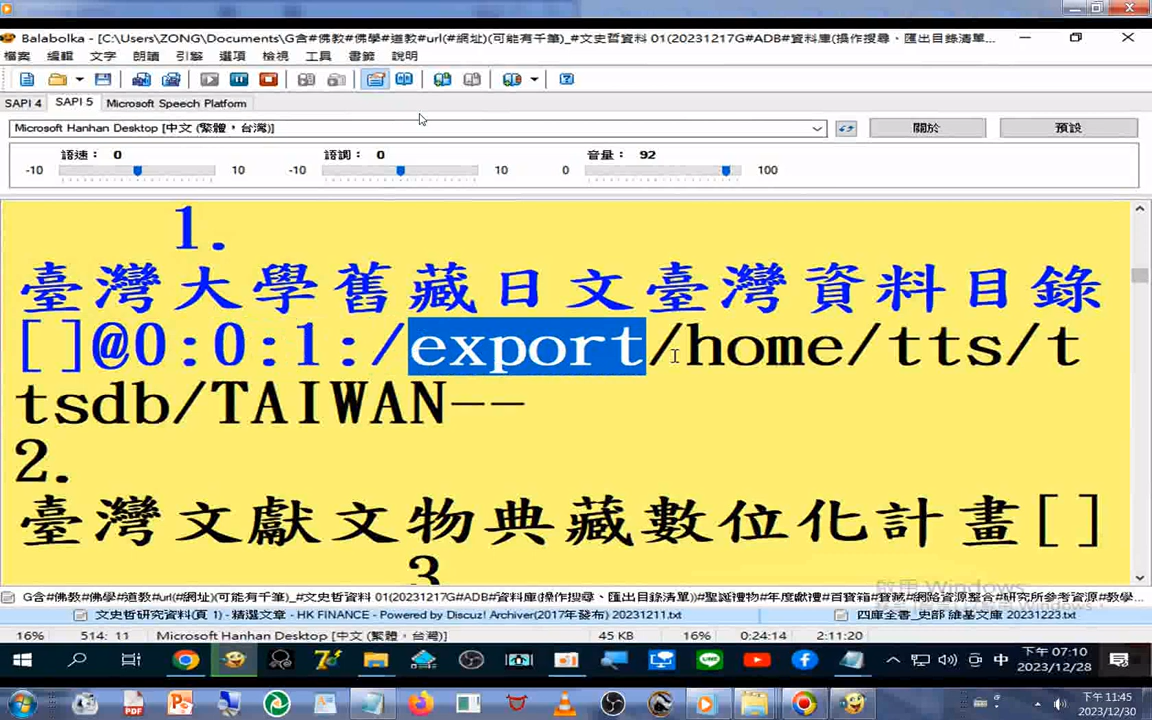 Balabolka - [C:\Users\ZONG\Documents\G含#佛教#佛學#道教#url(#網址)(可能有千筆)_#文史哲資料 01(20231217G#ADB#資料庫(操作搜尋、匯出目錄清單...
檔案 編輯 文字 朗讀 引擎 選項 檢視 工具 書籤 說明
SAPI 4 SAPI 5 Microsoft Speech Platform
Microsoft Hanhan Desktop [中文 (繁體，台灣)] 關於 預設
語速： 0 語調： 0 音量： 92
-10 10 -10 10 0 100
1.
臺灣大學舊藏日文臺灣資料目錄
[]@0:0:1:/export/home/tts/t
tsdb/TAIWAN--
2.
臺灣文獻文物典藏數位化計畫[]
3
啟用 Windows
G含#佛教#佛學#道教#url(#網址)(可能有千筆)_#文史哲資料 01(20231217G#ADB#資料庫(操作搜尋、匯出目錄清單))#聖誕禮物#年度獻禮#百寶箱#寶藏#網路資源整合#研究所參考資源#教學...
文史哲研究資料(頁 1) - 精選文章 - HK FINANCE - Powered by Discuz! Archiver(2017年發布) 20231211.txt 四庫全書_史部 維基文庫 20231223.txt
16% 514: 11 Microsoft Hanhan Desktop [中文 (繁體，台灣)] 45 KB 16% 0:24:14 2:11:20
中 下午 07:10
2023/12/28
下午 11:45
2023/12/30